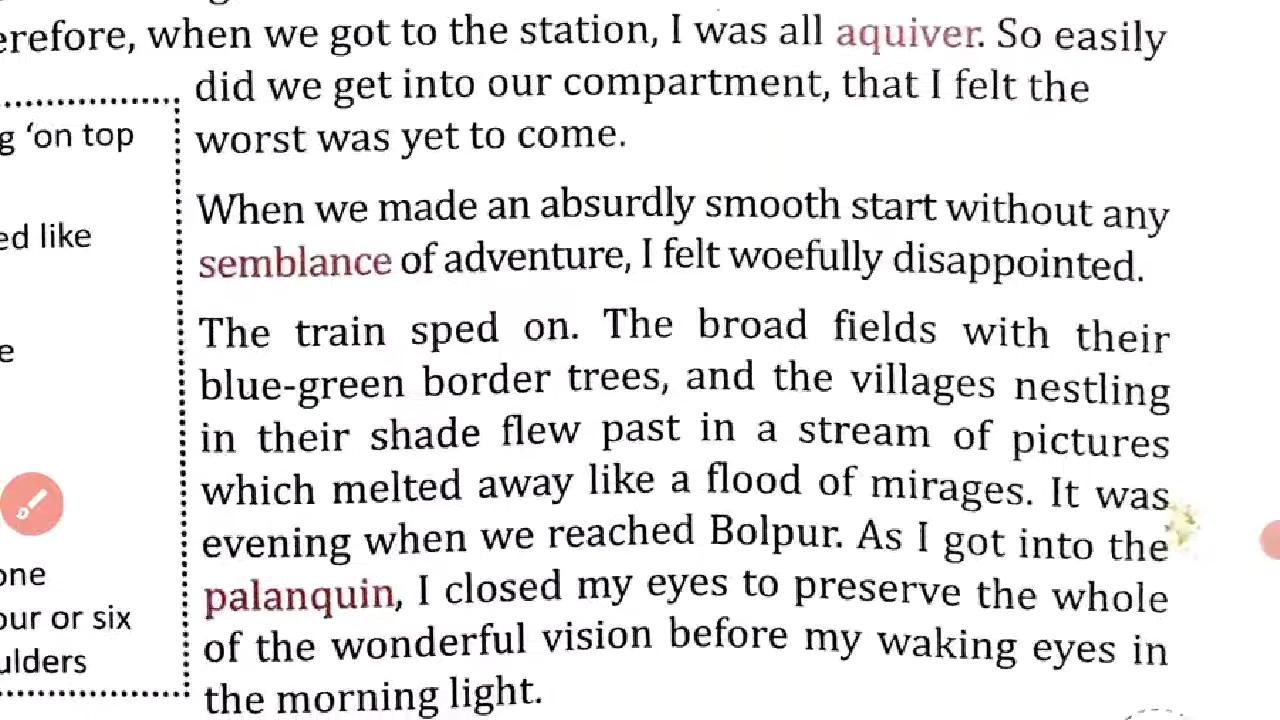 when we got to the station, I was all aquiver. So easily
did we get into our compartment, that I felt the
worst was yet to come.
When we made an absurdly smooth start without any
semblance of adventure, I felt woefully disappointed.
The train sped on. The broad fields with their
blue-green border trees, and the villages nestling
in their shade flew past in a stream of pictures
which melted away like a flood of mirages. It was
evening when we reached Bolpur. As I got into the
palanquin, I closed my eyes to preserve the whole
of the wonderful vision before my waking eyes in
the morning light.
‘on top
like
or six